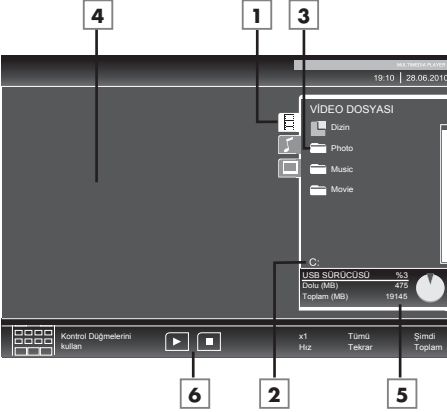 1
3
4
MULTIMEDIA PLAYER
19:10 28.06.2010
VİDEO DOSYASI
Dizin
Photo
Music
Movie
C:
USB SÜRÜCÜSÜ %3
Dolu (MB) 475
Toplam (MB) 19145
Kontrol Düğmelerini
kullan
x1 Tümü Şimdi
Hız Tekrar Toplam
6
2
5